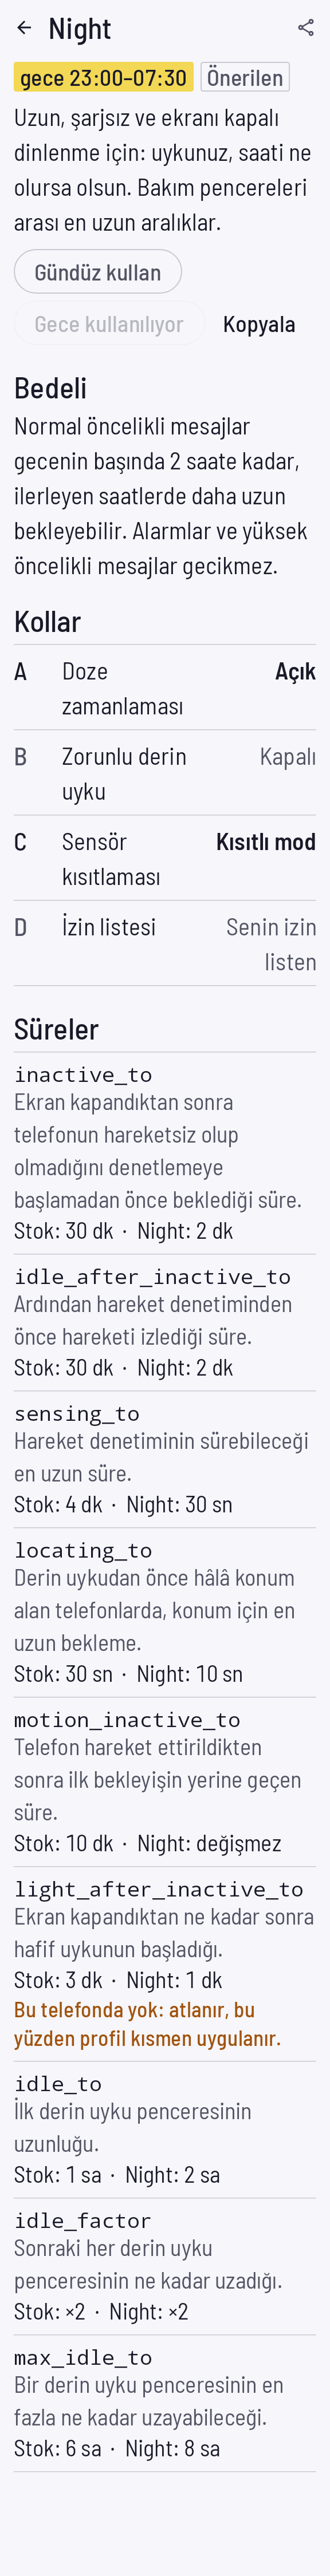 Night
gece 23:00–07:30 Önerilen
Uzun, şarjsız ve ekranı kapalı
dinlenme için: uykunuz, saati ne
olursa olsun. Bakım pencereleri
arası en uzun aralıklar.
Gündüz kullan
Gece kullanılıyor Kopyala
Bedeli
Normal öncelikli mesajlar
gecenin başında 2 saate kadar,
ilerleyen saatlerde daha uzun
bekleyebilir. Alarmlar ve yüksek
öncelikli mesajlar gecikmez.
Kollar
A Doze Açık
zamanlaması
B Zorunlu derin Kapalı
uyku
C Sensör Kısıtlı mod
kısıtlaması
D İzin listesi Senin izin
listen
Süreler
inactive_to
Ekran kapandıktan sonra
telefonun hareketsiz olup
olmadığını denetlemeye
başlamadan önce beklediği süre.
Stok: 30 dk · Night: 2 dk
idle_after_inactive_to
Ardından hareket denetiminden
önce hareketi izlediği süre.
Stok: 30 dk · Night: 2 dk
sensing_to
Hareket denetiminin sürebileceği
en uzun süre.
Stok: 4 dk · Night: 30 sn
locating_to
Derin uykudan önce hâlâ konum
alan telefonlarda, konum için en
uzun bekleme.
Stok: 30 sn · Night: 10 sn
motion_inactive_to
Telefon hareket ettirildikten
sonra ilk bekleyişin yerine geçen
süre.
Stok: 10 dk · Night: değişmez
light_after_inactive_to
Ekran kapandıktan ne kadar sonra
hafif uykunun başladığı.
Stok: 3 dk · Night: 1 dk
Bu telefonda yok: atlanır, bu
yüzden profil kısmen uygulanır.
idle_to
İlk derin uyku penceresinin
uzunluğu.
Stok: 1 sa · Night: 2 sa
idle_factor
Sonraki her derin uyku
penceresinin ne kadar uzadığı.
Stok: ×2 · Night: ×2
max_idle_to
Bir derin uyku penceresinin en
fazla ne kadar uzayabileceği.
Stok: 6 sa · Night: 8 sa